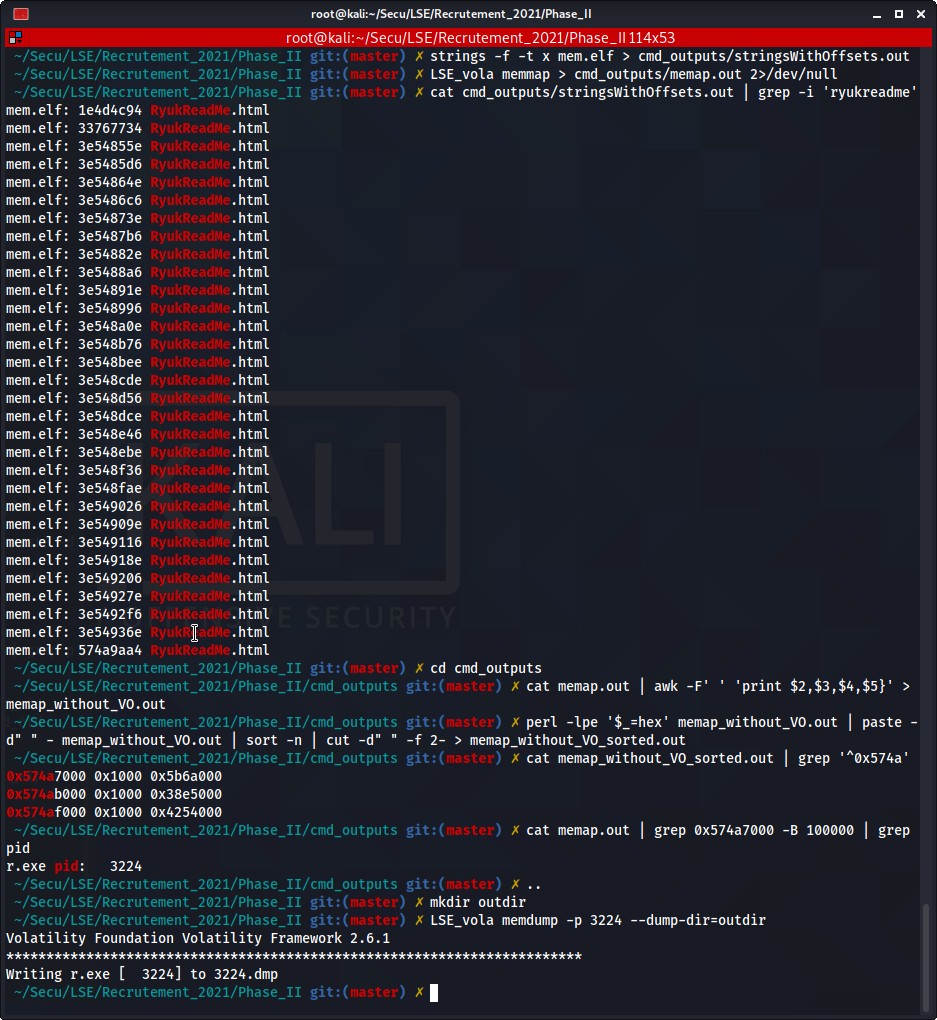 root@kali:~/Secu/LSE/Recrutement_2021/Phase_II
root@kali:~/Secu/LSE/Recrutement_2021/Phase_II 114x53
~/Secu/LSE/Recrutement_2021/Phase_II git:(master) ✗ strings -f -t x mem.elf > cmd_outputs/stringsWithOffsets.out
~/Secu/LSE/Recrutement_2021/Phase_II git:(master) ✗ LSE_vola memmap > cmd_outputs/memap.out 2>/dev/null
~/Secu/LSE/Recrutement_2021/Phase_II git:(master) ✗ cat cmd_outputs/stringsWithOffsets.out | grep -i 'ryukreadme'
mem.elf: 1e4d4c94 RyukReadMe.html
mem.elf: 33767734 RyukReadMe.html
mem.elf: 3e54855e RyukReadMe.html
mem.elf: 3e5485d6 RyukReadMe.html
mem.elf: 3e54864e RyukReadMe.html
mem.elf: 3e5486c6 RyukReadMe.html
mem.elf: 3e54873e RyukReadMe.html
mem.elf: 3e5487b6 RyukReadMe.html
mem.elf: 3e54882e RyukReadMe.html
mem.elf: 3e5488a6 RyukReadMe.html
mem.elf: 3e54891e RyukReadMe.html
mem.elf: 3e548996 RyukReadMe.html
mem.elf: 3e548a0e RyukReadMe.html
mem.elf: 3e548b76 RyukReadMe.html
mem.elf: 3e548bee RyukReadMe.html
mem.elf: 3e548cde RyukReadMe.html
mem.elf: 3e548d56 RyukReadMe.html
mem.elf: 3e548dce RyukReadMe.html
mem.elf: 3e548e46 RyukReadMe.html
mem.elf: 3e548ebe RyukReadMe.html
mem.elf: 3e548f36 RyukReadMe.html
mem.elf: 3e548fae RyukReadMe.html
mem.elf: 3e549026 RyukReadMe.html
mem.elf: 3e54909e RyukReadMe.html
mem.elf: 3e549116 RyukReadMe.html
mem.elf: 3e54918e RyukReadMe.html
mem.elf: 3e549206 RyukReadMe.html
mem.elf: 3e54927e RyukReadMe.html
mem.elf: 3e5492f6 RyukReadMe.html
mem.elf: 3e54936e RyukReadMe.html
mem.elf: 574a9aa4 RyukReadMe.html
~/Secu/LSE/Recrutement_2021/Phase_II git:(master) ✗ cd cmd_outputs
~/Secu/LSE/Recrutement_2021/Phase_II/cmd_outputs git:(master) ✗ cat memap.out | awk -F' ' 'print $2,$3,$4,$5}' >
memap_without_VO.out
~/Secu/LSE/Recrutement_2021/Phase_II/cmd_outputs git:(master) ✗ perl -lpe '$_=hex' memap_without_VO.out | paste -
d" " - memap_without_VO.out | sort -n | cut -d" " -f 2- > memap_without_VO_sorted.out
~/Secu/LSE/Recrutement_2021/Phase_II/cmd_outputs git:(master) ✗ cat memap_without_VO_sorted.out | grep '^0x574a'
0x574a7000 0x1000 0x5b6a000
0x574ab000 0x1000 0x38e5000
0x574af000 0x1000 0x4254000
~/Secu/LSE/Recrutement_2021/Phase_II/cmd_outputs git:(master) ✗ cat memap.out | grep 0x574a7000 -B 100000 | grep
pid
r.exe pid:   3224
~/Secu/LSE/Recrutement_2021/Phase_II/cmd_outputs git:(master) ✗ ..
~/Secu/LSE/Recrutement_2021/Phase_II git:(master) ✗ mkdir outdir
~/Secu/LSE/Recrutement_2021/Phase_II git:(master) ✗ LSE_vola memdump -p 3224 --dump-dir=outdir
Volatility Foundation Volatility Framework 2.6.1
************************************************************************
Writing r.exe [  3224] to 3224.dmp
~/Secu/LSE/Recrutement_2021/Phase_II git:(master) ✗
KALI
OFFENSIVE SECURITY